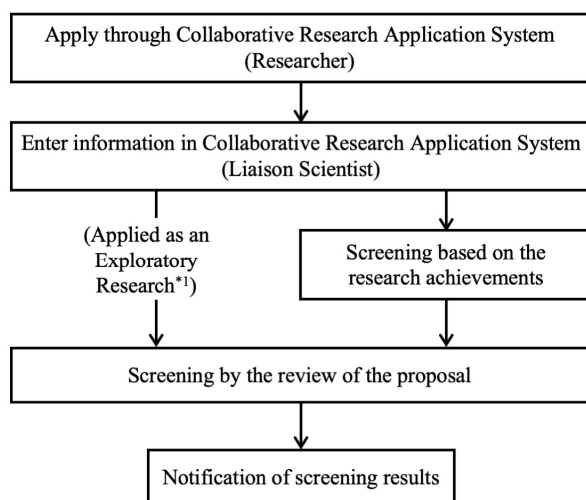 Apply through Collaborative Research Application System
(Researcher)
Enter information in Collaborative Research Application System
(Liaison Scientist)
(Applied as an
Exploratory
Research*1)
Screening based on the
research achievements
Screening by the review of the proposal
Notification of screening results